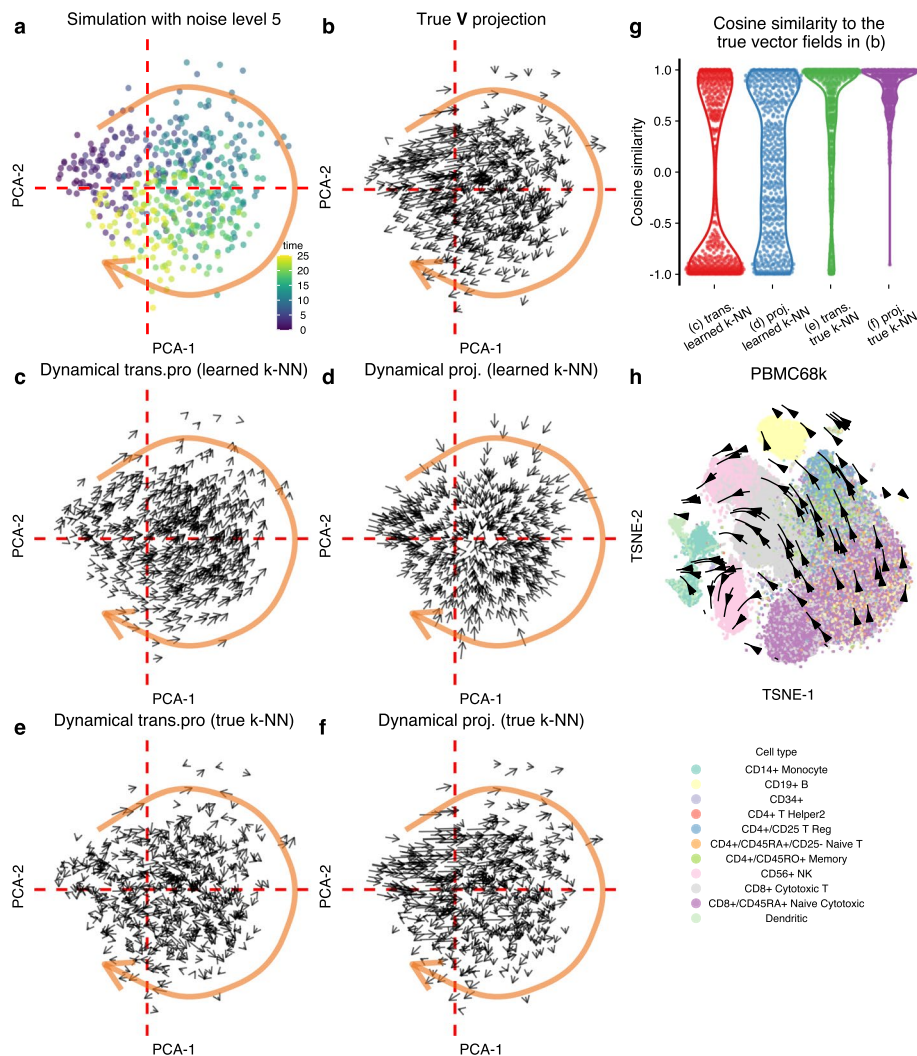 a
Simulation with noise level 5
PCA-2
time
25
20
15
10
5
0
PCA-1
b
True V projection
PCA-2
PCA-1
g
Cosine similarity to the
true vector fields in (b)
Cosine similarity
1.0
0.5
0.0
-0.5
-1.0
(c) trans.
learned k-NN
(d) proj.
learned k-NN
(e) trans.
true k-NN
(f) proj.
true k-NN
c
Dynamical trans.pro (learned k-NN)
PCA-2
PCA-1
d
Dynamical proj. (learned k-NN)
PCA-2
PCA-1
h
PBMC68k
TSNE-2
TSNE-1
e
Dynamical trans.pro (true k-NN)
PCA-2
PCA-1
f
Dynamical proj. (true k-NN)
PCA-2
PCA-1
Cell type
CD14+ Monocyte
CD19+ B
CD34+
CD4+ T Helper2
CD4+/CD25 T Reg
CD4+/CD45RA+/CD25- Naive T
CD4+/CD45RO+ Memory
CD56+ NK
CD8+ Cytotoxic T
CD8+/CD45RA+ Naive Cytotoxic
Dendritic